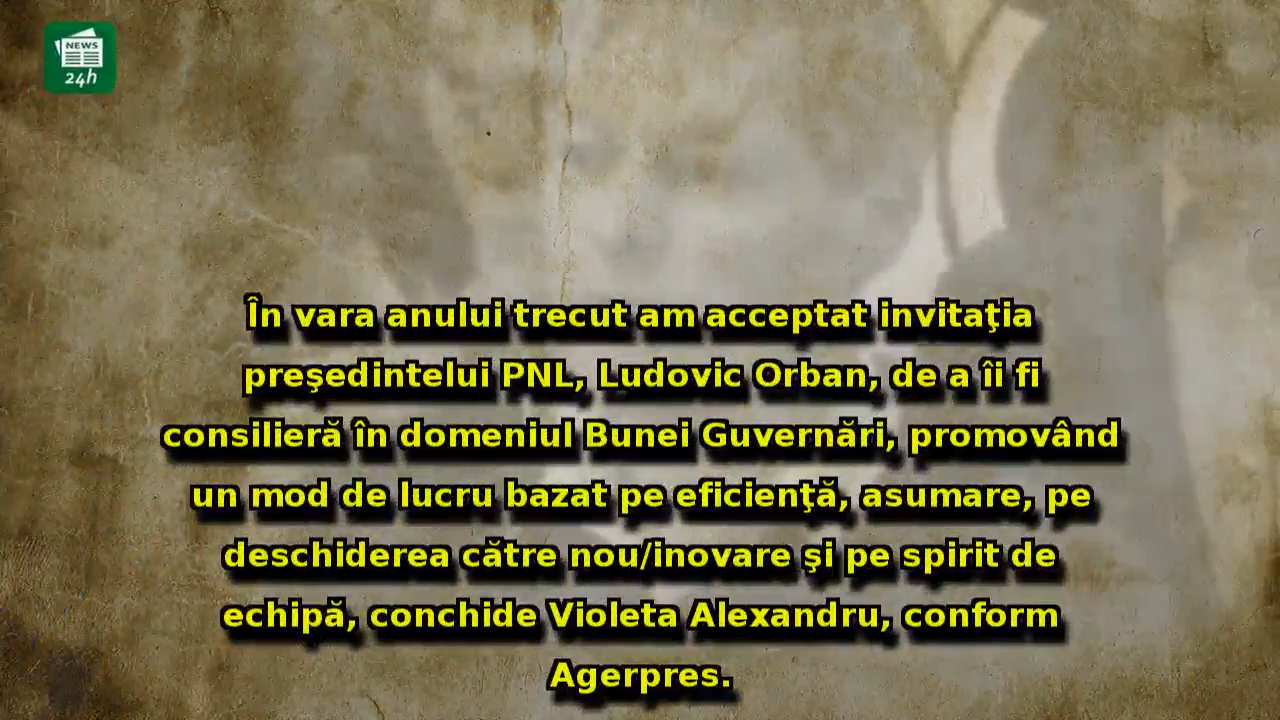 NEWS
24h
În vara anului trecut am acceptat invitaţia
preşedintelui PNL, Ludovic Orban, de a îi fi
consilieră în domeniul Bunei Guvernări, promovând
un mod de lucru bazat pe eficienţă, asumare, pe
deschiderea către nou/inovare şi pe spirit de
echipă, conchide Violeta Alexandru, conform
Agerpres.